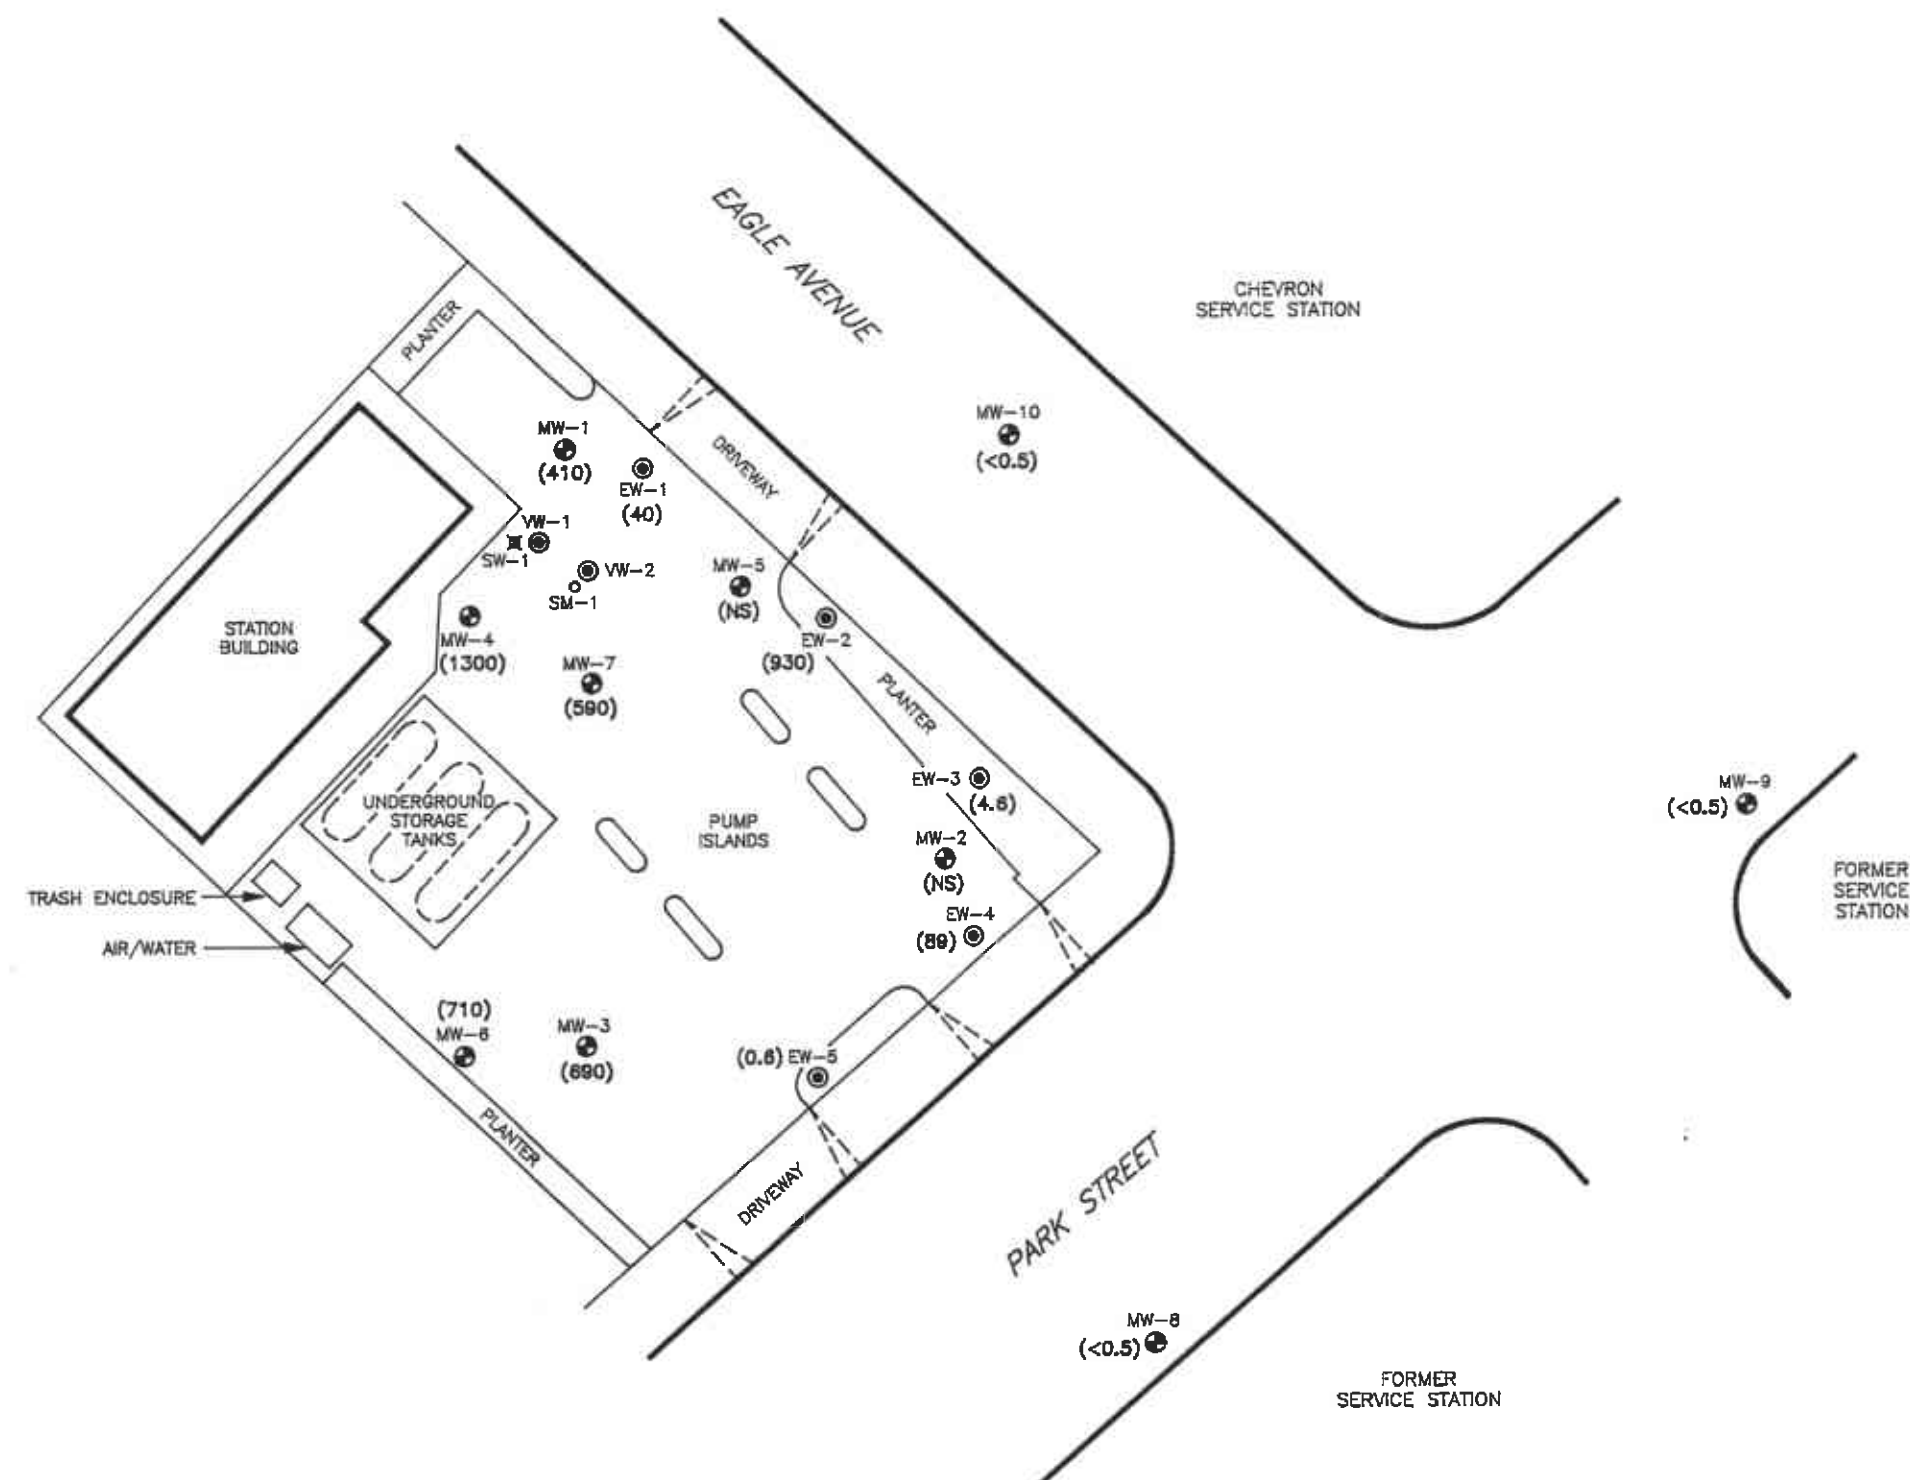 EAGLE AVENUE
CHEVRON
SERVICE STATION
PLANTER
MW-10
(<0.5)
MW-1
(410)
DRIVEWAY
EW-1
(40)
VW-1
SW-1
VW-2
SM-1
MW-5
(NS)
STATION
BUILDING
MW-4
(1300)
EW-2
(930)
MW-7
(590)
PLANTER
EW-3
(4.6)
MW-9
(<0.5)
UNDERGROUND
STORAGE
TANKS
PUMP
ISLANDS
MW-2
(NS)
TRASH ENCLOSURE
FORMER
SERVICE
STATION
EW-4
(89)
AIR/WATER
(710)
MW-6
MW-3
(690)
(0.6) EW-5
PLANTER
DRIVEWAY
PARK STREET
MW-8
(<0.5)
FORMER
SERVICE STATION